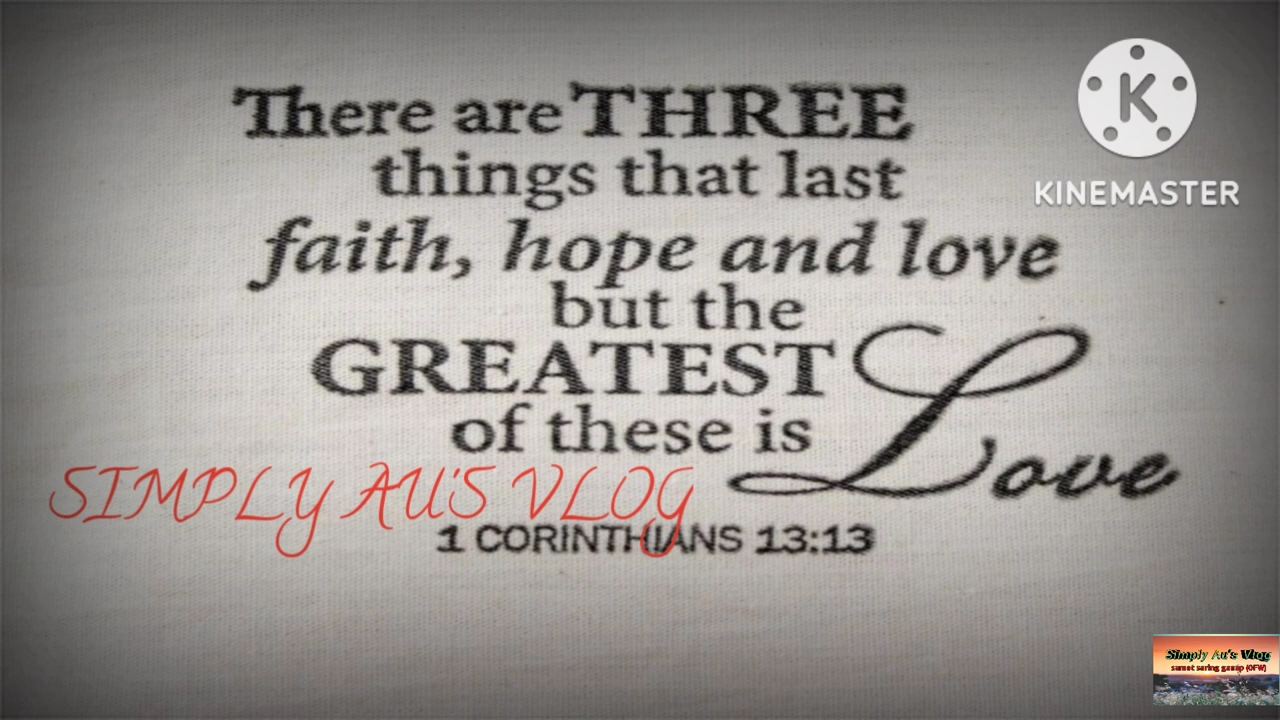 There are THREE
things that last
faith, hope and love
but the
GREATEST
of these is Love
SIMPLY AU'S VLOG
1 CORINTHIANS 13:13
K
KINEMASTER
Simply Au's Vlog